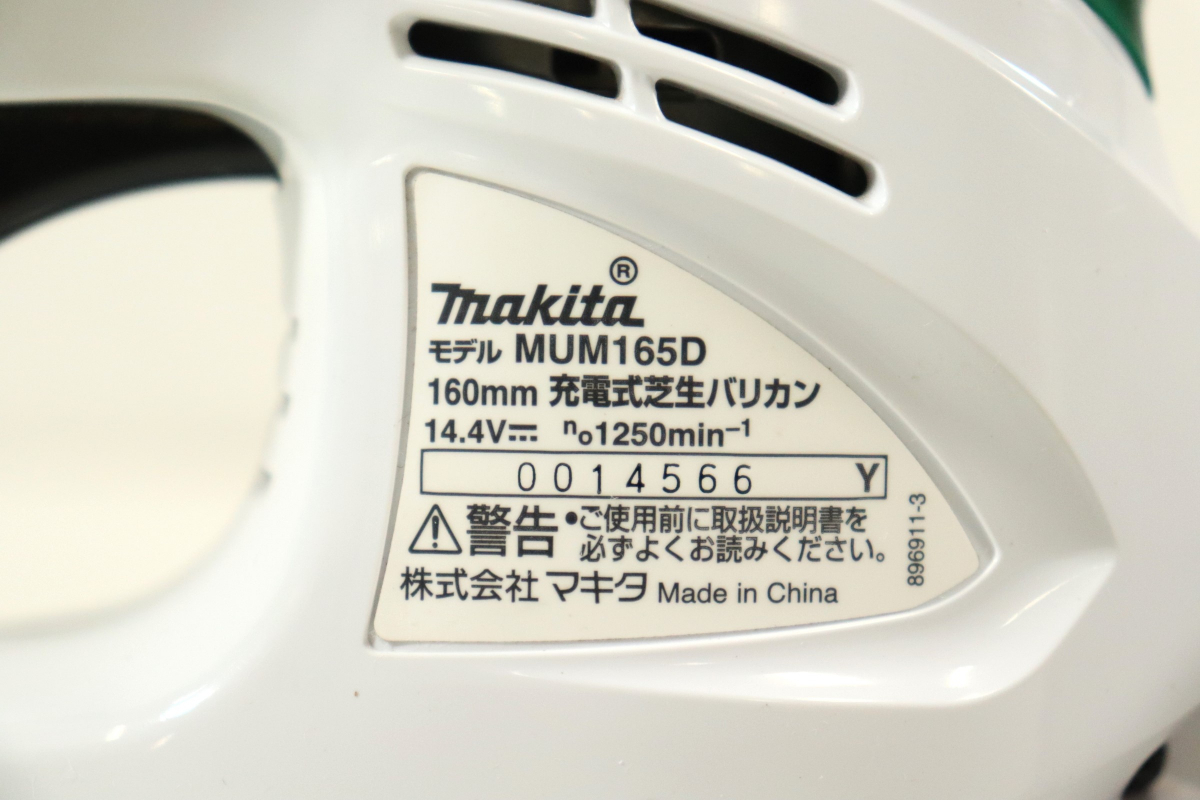 makita®
モデル MUM165D
160mm 充電式芝生バリカン
14.4V⎓ n₀1250min⁻¹
0014566 Y
⚠警告 •ご使用前に取扱説明書を
必ずよくお読みください。
株式会社 マキタ Made in China
896911-3